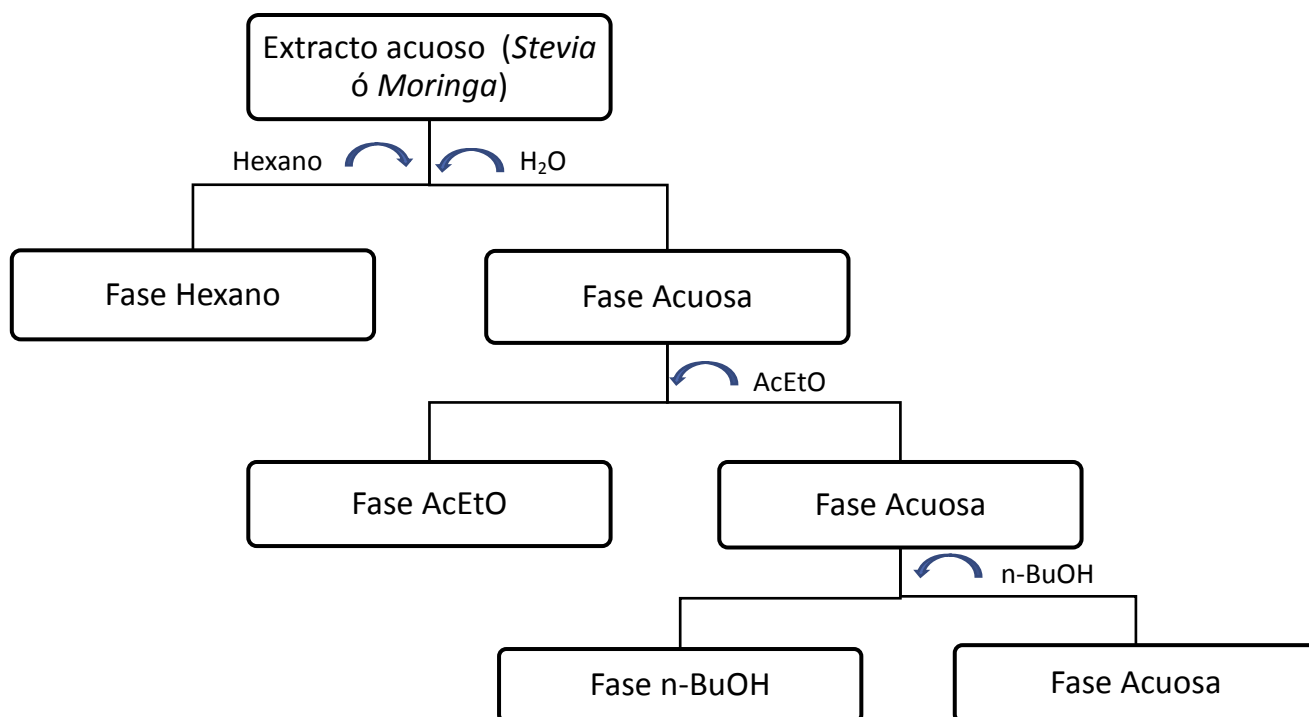 Extracto acuoso (Stevia
ó Moringa)
Hexano
H₂O
Fase Hexano
Fase Acuosa
AcEtO
Fase AcEtO
Fase Acuosa
n-BuOH
Fase n-BuOH
Fase Acuosa